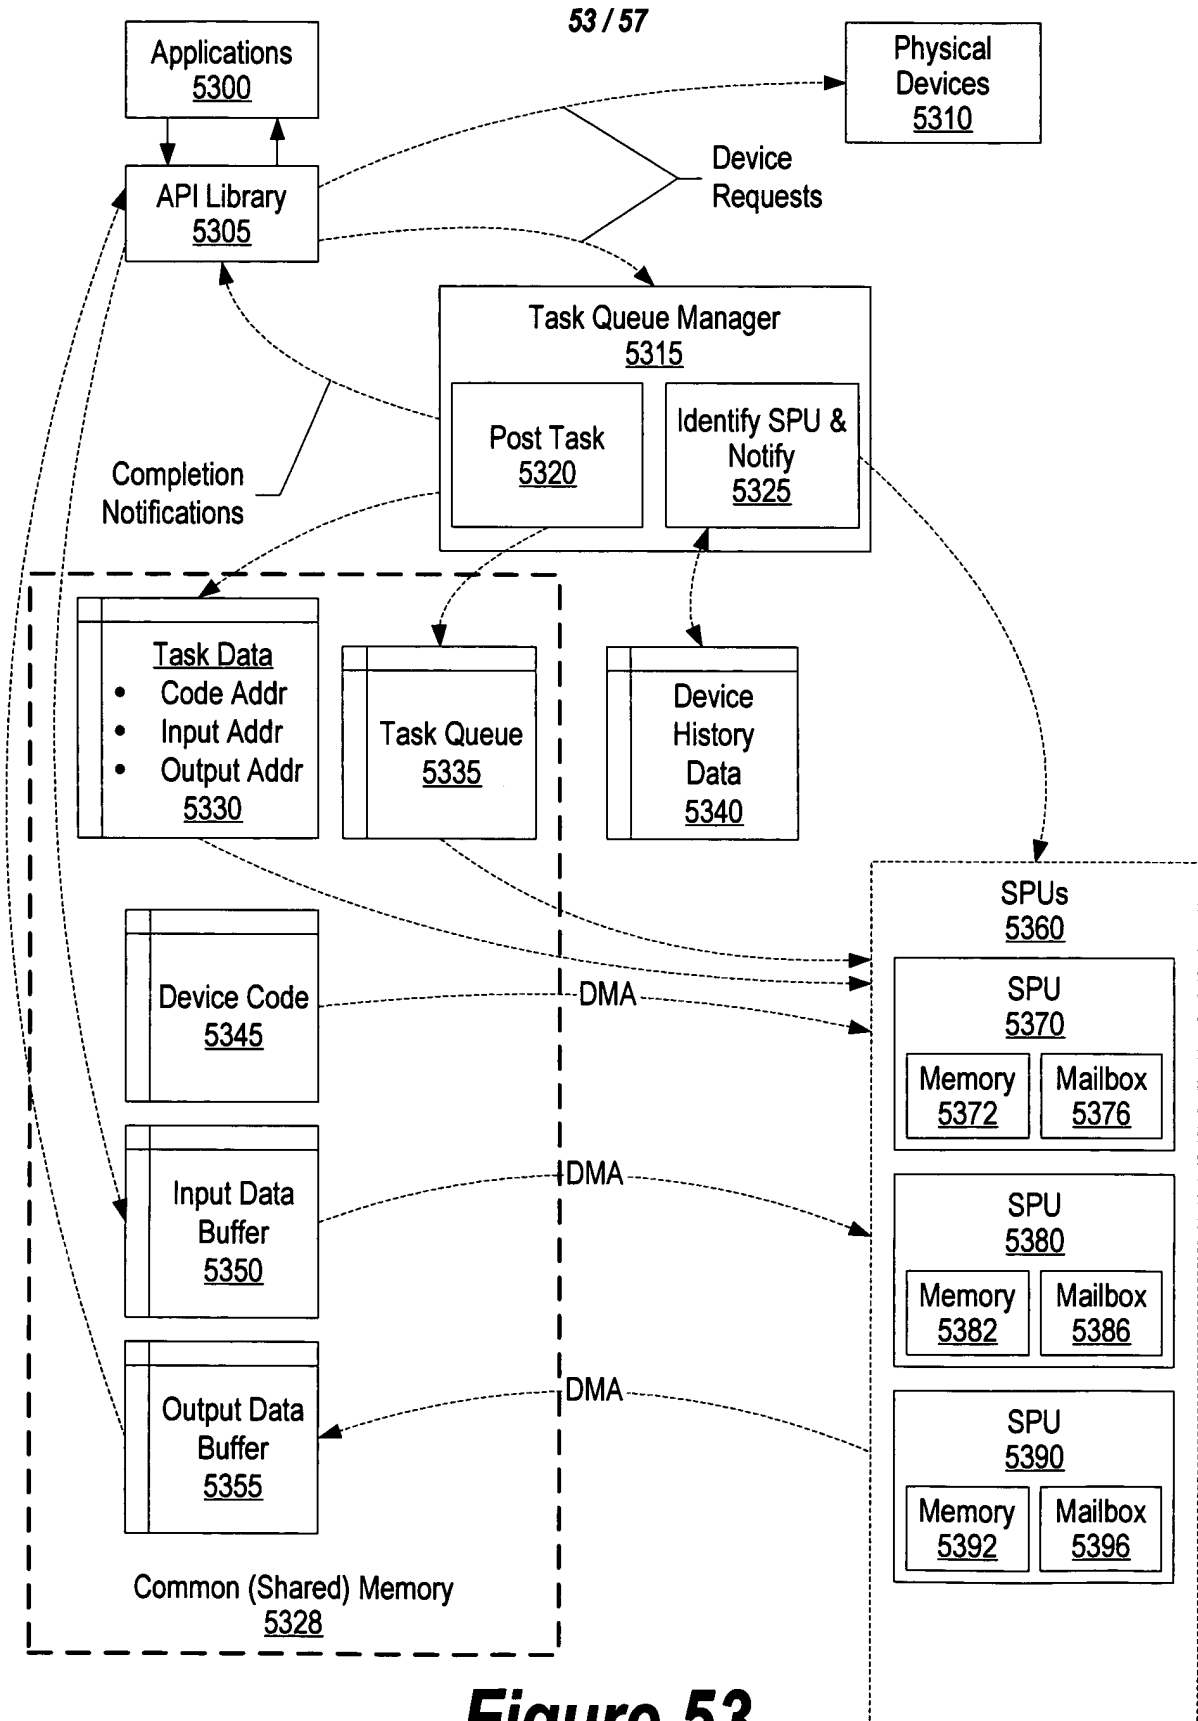 53 / 57
Applications
5300
Physical
Devices
5310
API Library
5305
Device
Requests
Task Queue Manager
5315
Post Task
5320
Identify SPU &
Notify
5325
Completion
Notifications
Task Data
• Code Addr
• Input Addr
• Output Addr
5330
Task Queue
5335
Device
History
Data
5340
SPUs
5360
Device Code
5345
DMA
SPU
5370
Memory
5372
Mailbox
5376
Input Data
Buffer
5350
DMA
SPU
5380
Memory
5382
Mailbox
5386
Output Data
Buffer
5355
DMA
SPU
5390
Memory
5392
Mailbox
5396
Common (Shared) Memory
5328
Figure 53